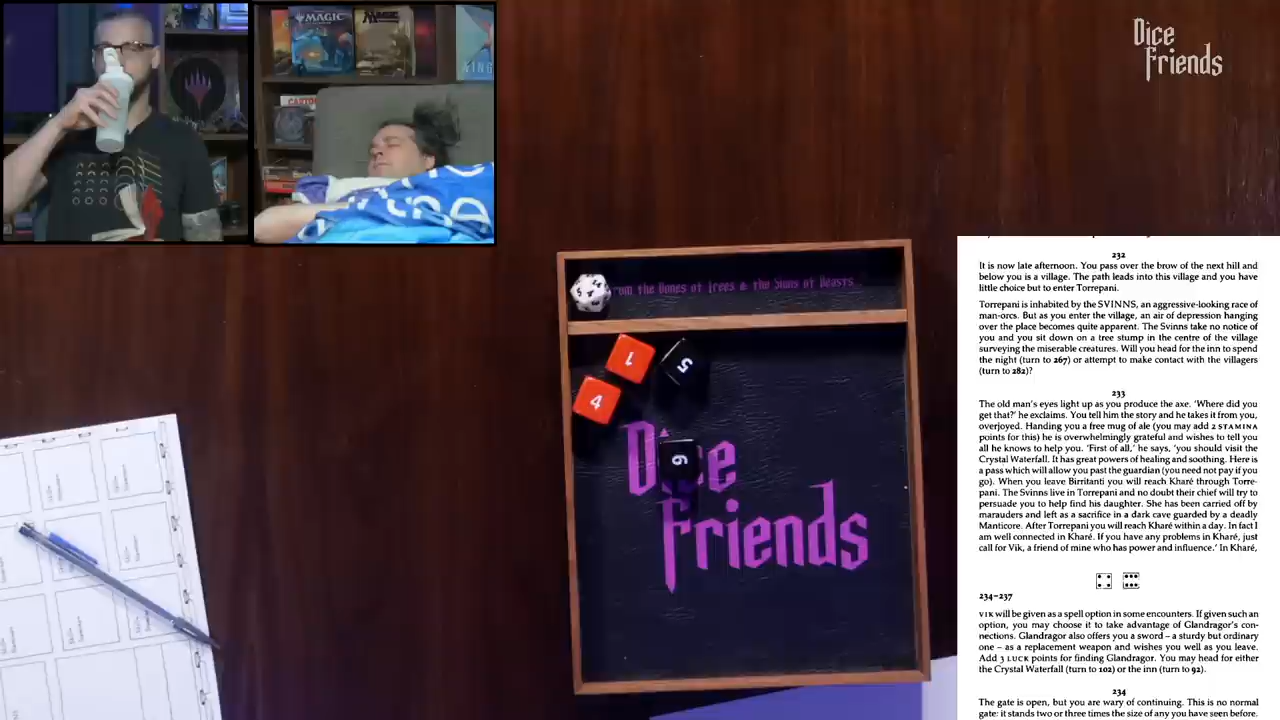 MAGIC
Dice
Friends
From the Bones of Trees & the Skins of Beasts
1
5
4
6
Dice
Friends
232
It is now late afternoon. You pass over the brow of the next hill and
below you is a village. The path leads into this village and you have
little choice but to enter Torrepani.
Torrepani is inhabited by the SVINNS, an aggressive-looking race of
man-orcs. But as you enter the village, an air of depression hanging
over the place becomes quite apparent. The Svinns take no notice of
you and you sit down on a tree stump in the centre of the village
surveying the miserable creatures. Will you head for the inn to spend
the night (turn to 267) or attempt to make contact with the villagers
(turn to 282)?
233
The old man's eyes light up as you produce the axe. 'Where did you
get that?' he exclaims. You tell him the story and he takes it from you,
overjoyed. Handing you a free mug of ale (you may add 2 STAMINA
points for this) he is overwhelmingly grateful and wishes to tell you
all he knows to help you. 'First of all,' he says, 'you should visit the
Crystal Waterfall. It has great powers of healing and soothing. Here is
a pass which will allow you past the guardian (you need not pay if you
go). When you leave Birritanti you will reach Kharé through Torre-
pani. The Svinns live in Torrepani and no doubt their chief will try to
persuade you to help find his daughter. She has been carried off by
marauders and left as a sacrifice in a dark cave guarded by a deadly
Manticore. After Torrepani you will reach Kharé within a day. In fact I
am well connected in Kharé. If you have any problems in Kharé, just
call for Vik, a friend of mine who has power and influence.' In Kharé,
234-237
VIK will be given as a spell option in some encounters. If given such an
option, you may choose it to take advantage of Glandragor's con-
nections. Glandragor also offers you a sword – a sturdy but ordinary
one – as a replacement weapon and wishes you well as you leave.
Add 3 LUCK points for finding Glandragor. You may head for either
the Crystal Waterfall (turn to 102) or the inn (turn to 92).
234
The gate is open, but you are wary of continuing. This is no normal
gate: it stands two or three times the size of any you have seen before.